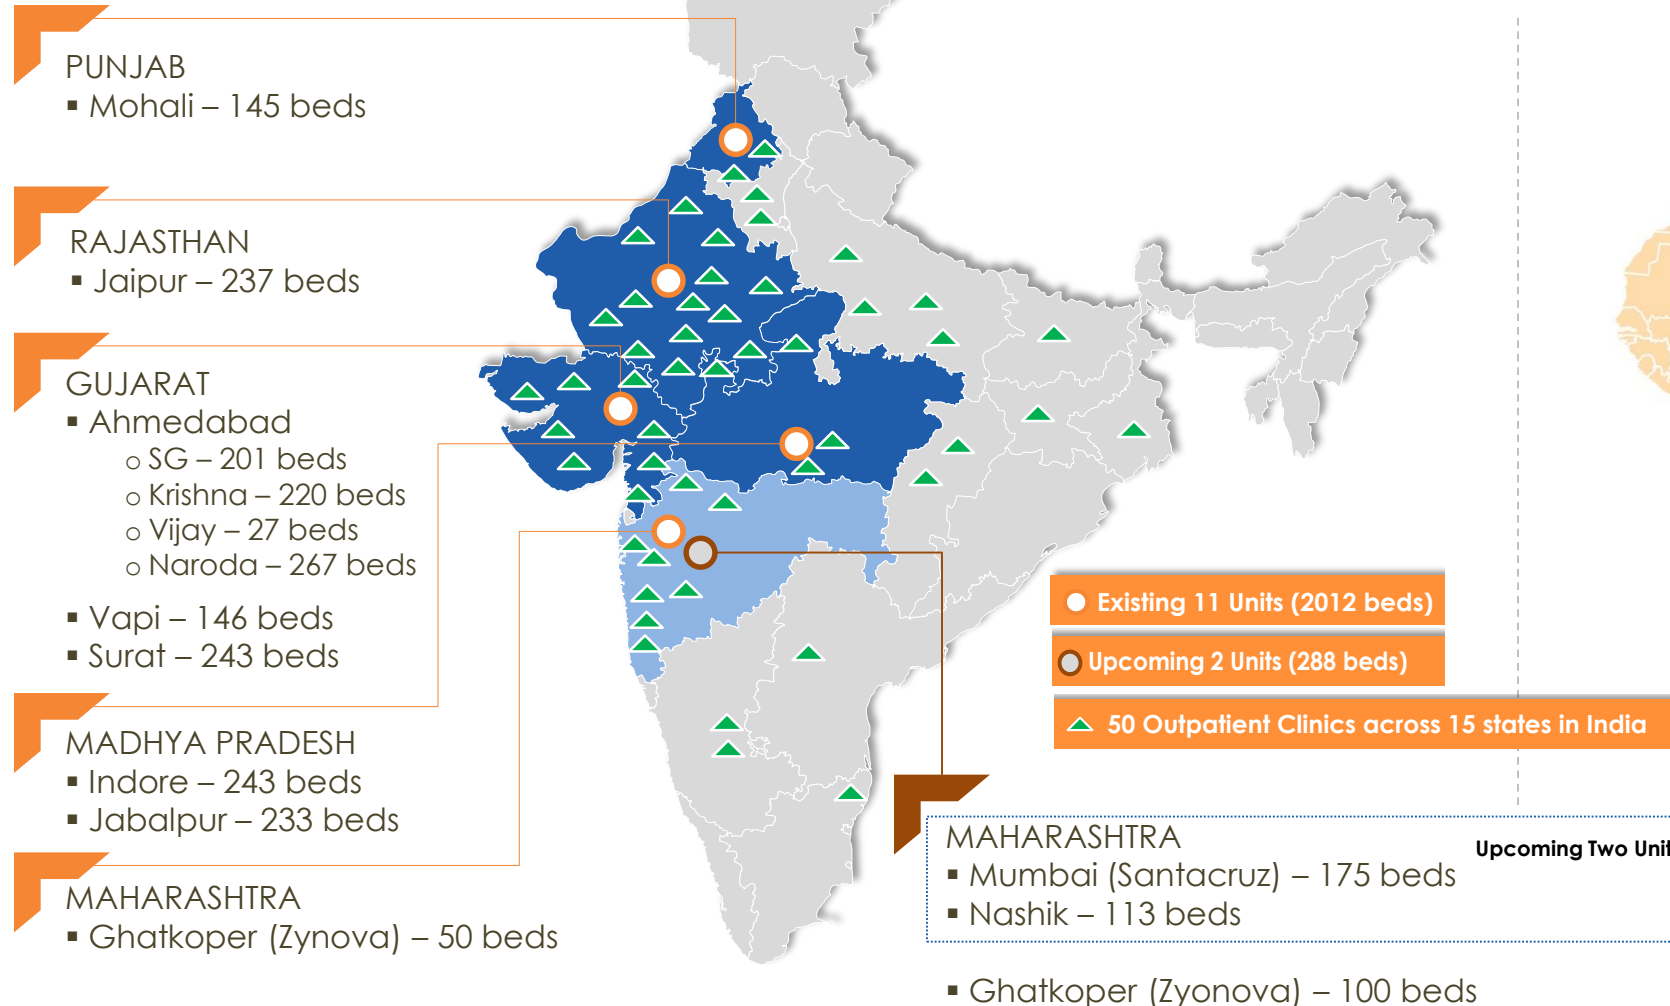 PUNJAB
▪ Mohali – 145 beds
RAJASTHAN
▪ Jaipur – 237 beds
GUJARAT
▪ Ahmedabad
o SG – 201 beds
o Krishna – 220 beds
o Vijay – 27 beds
o Naroda – 267 beds
▪ Vapi – 146 beds
▪ Surat – 243 beds
MADHYA PRADESH
▪ Indore – 243 beds
▪ Jabalpur – 233 beds
MAHARASHTRA
▪ Ghatkoper (Zynova) – 50 beds
Existing 11 Units (2012 beds)
Upcoming 2 Units (288 beds)
50 Outpatient Clinics across 15 states in India
MAHARASHTRA
▪ Mumbai (Santacruz) – 175 beds
▪ Nashik – 113 beds
Upcoming Two Unit
▪ Ghatkoper (Zyonova) – 100 beds